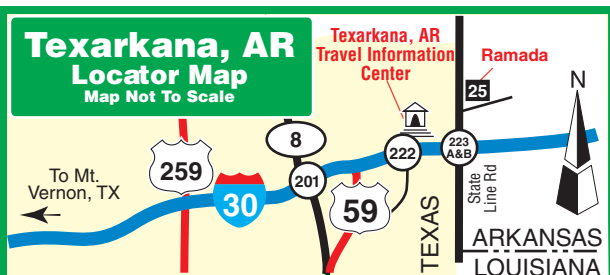 Texarkana, AR
Locator Map
Map Not To Scale
Texarkana, AR
Travel Information
Center
Ramada
25
N
8
223
A&B
222
259
To Mt.
Vernon, TX
201
30
59
TEXAS
State
Line Rd
ARKANSAS
LOUISIANA